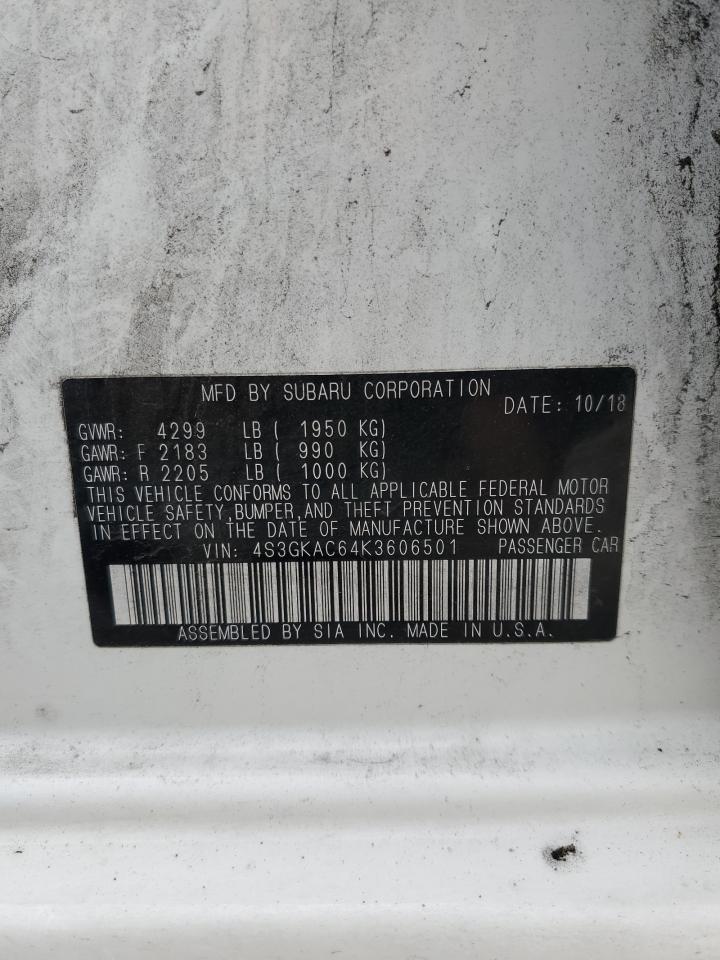 MFD BY SUBARU CORPORATION
DATE: 10/18
GVWR: 4299 LB ( 1950 KG)
GAWR: F 2183 LB ( 990 KG)
GAWR: R 2205 LB ( 1000 KG)
THIS VEHICLE CONFORMS TO ALL APPLICABLE FEDERAL MOTOR
VEHICLE SAFETY, BUMPER, AND THEFT PREVENTION STANDARDS
IN EFFECT ON THE DATE OF MANUFACTURE SHOWN ABOVE.
VIN: 4S3GKAC64K3606501 PASSENGER CAR
ASSEMBLED BY SIA INC. MADE IN U.S.A.